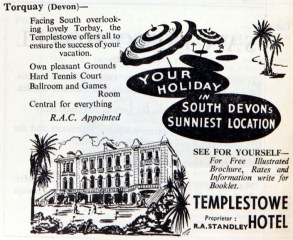 Torquay (Devon)—
Facing South overlook-
ing lovely Torbay, the
Templestowe offers all to
ensure the success of your
vacation.
Own pleasant Grounds
Hard Tennis Court
Ballroom and Games
Room
Central for everything
R.A.C. Appointed
YOUR
HOLIDAY
IN
SOUTH DEVON'S
SUNNIEST LOCATION
SEE FOR YOURSELF—
For Free Illustrated
Brochure, Rates and
Information write for
Booklet.
TEMPLESTOWE
Proprietor :
R.A.STANDLEY
HOTEL